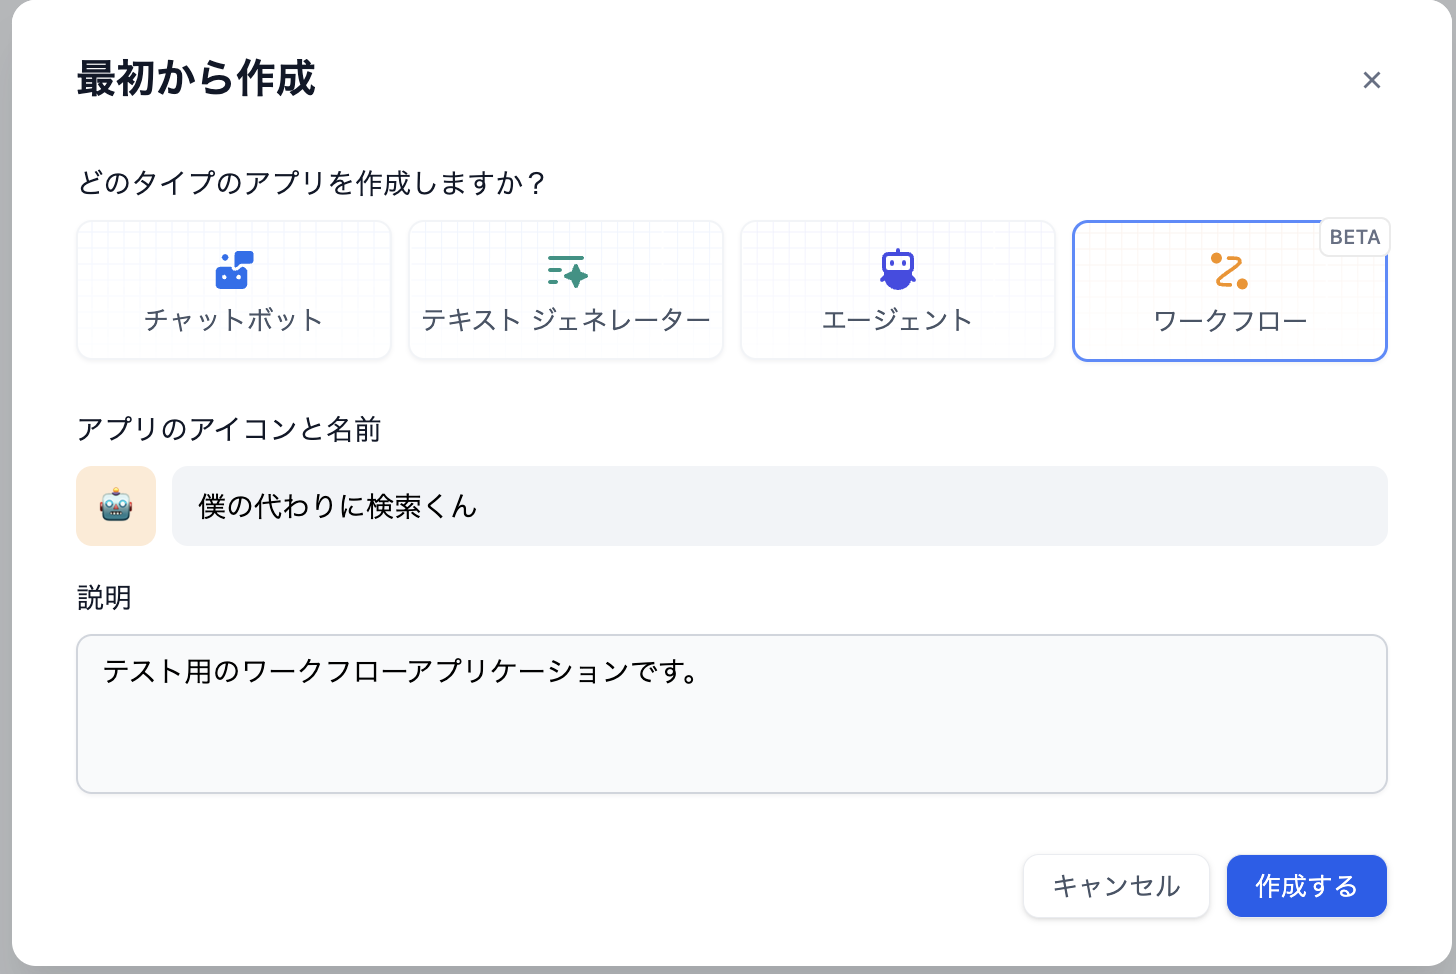 最初から作成
どのタイプのアプリを作成しますか？
BETA
チャットボット
テキスト ジェネレーター
エージェント
ワークフロー
アプリのアイコンと名前
僕の代わりに検索くん
説明
テスト用のワークフローアプリケーションです。
キャンセル
作成する